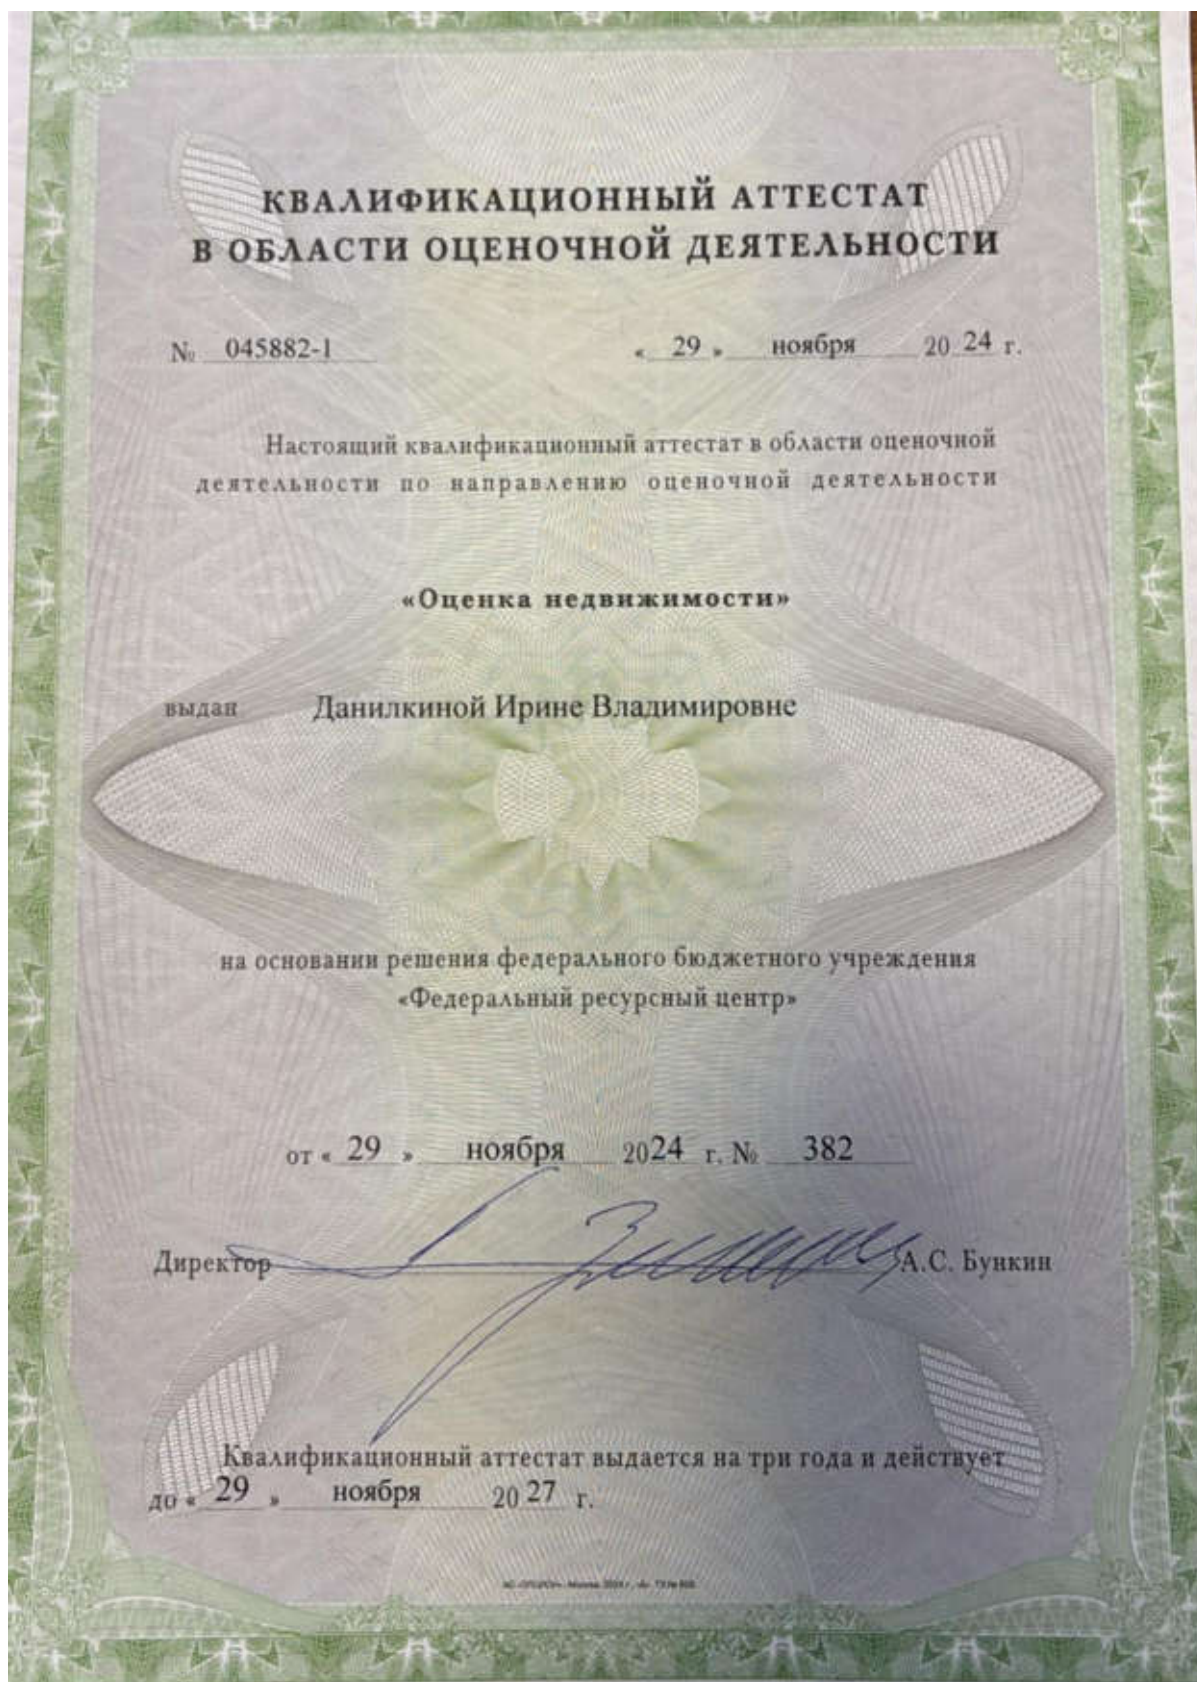 КВАЛИФИКАЦИОННЫЙ АТТЕСТАТ
В ОБЛАСТИ ОЦЕНОЧНОЙ ДЕЯТЕЛЬНОСТИ
№ 045882-1 « 29 » ноября 20 24 г.
Настоящий квалификационный аттестат в области оценочной
деятельности по направлению оценочной деятельности
«Оценка недвижимости»
выдан Данилкиной Ирине Владимировне
на основании решения федерального бюджетного учреждения
«Федеральный ресурсный центр»
от « 29 » ноября 2024 г. № 382
Директор А.С. Бункин
Квалификационный аттестат выдается на три года и действует
до « 29 » ноября 20 27 г.